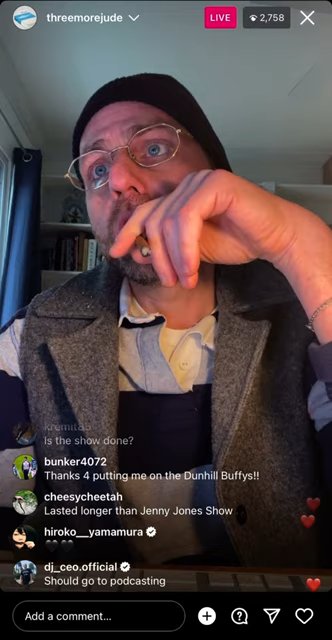 threemorejude
LIVE
2,758
kremit85
Is the show done?
bunker4072
Thanks 4 putting me on the Dunhill Buffys!!
cheesycheetah
Lasted longer than Jenny Jones Show
hiroko__yamamura
🖤🖤🖤
dj_ceo.official
Should go to podcasting
Add a comment...